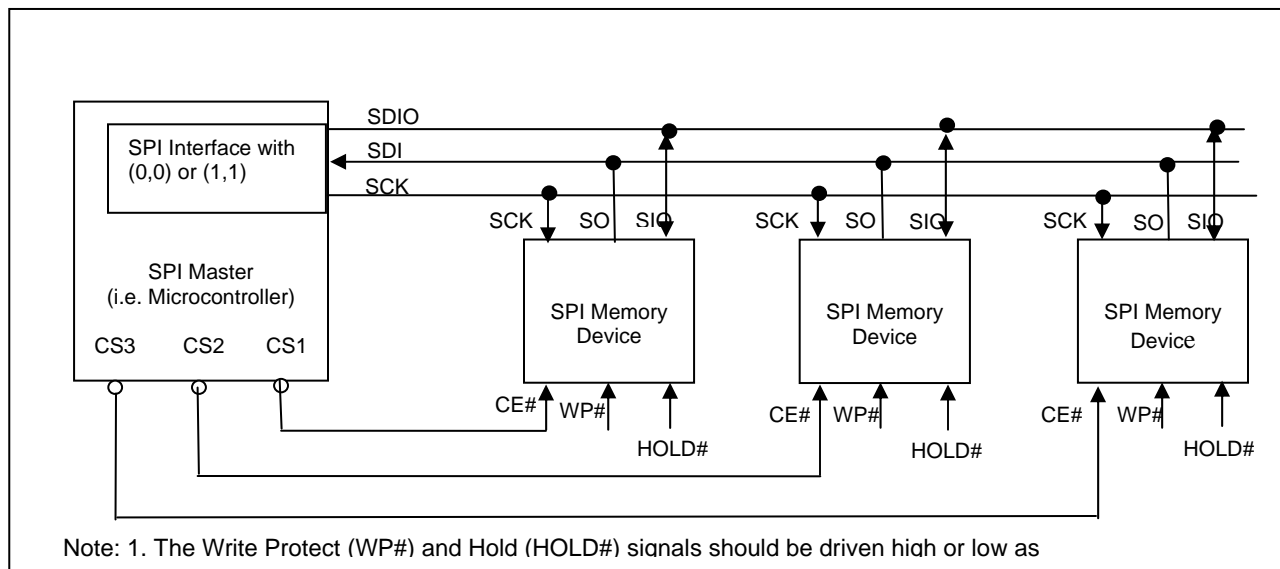 SDIO
SPI Interface with
(0,0) or (1,1)
SDI
SCK
SCK SO SIO
SCK SO SIO
SCK SO SIO
SPI Master
(i.e. Microcontroller)
SPI Memory
Device
SPI Memory
Device
SPI Memory
Device
CS3 CS2 CS1
CE# WP# HOLD#
CE# WP# HOLD#
CE# WP# HOLD#
Note: 1. The Write Protect (WP#) and Hold (HOLD#) signals should be driven high or low as